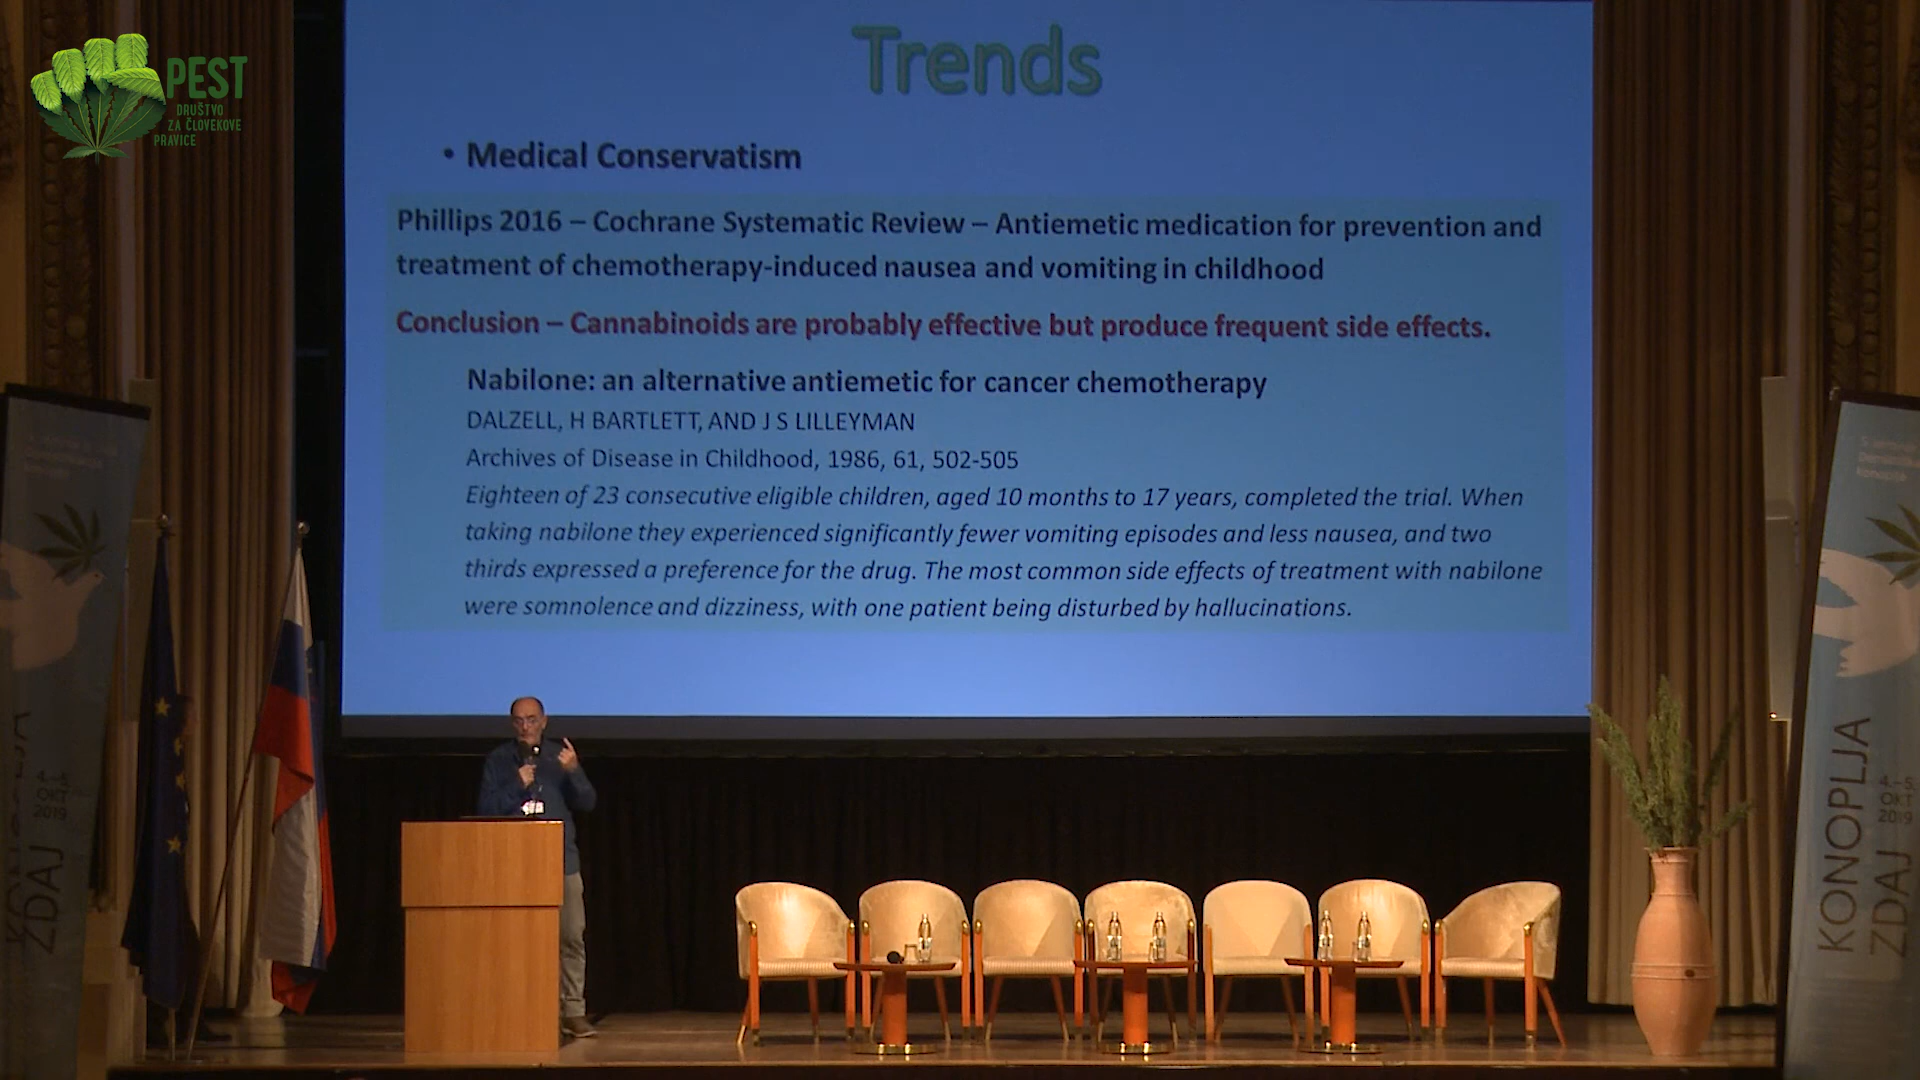 PEST
DRUŠTVO
ZA ČLOVEKOVE
PRAVICE
Trends
• Medical Conservatism
Phillips 2016 – Cochrane Systematic Review – Antiemetic medication for prevention and
treatment of chemotherapy-induced nausea and vomiting in childhood
Conclusion – Cannabinoids are probably effective but produce frequent side effects.
Nabilone: an alternative antiemetic for cancer chemotherapy
DALZELL, H BARTLETT, AND J S LILLEYMAN
Archives of Disease in Childhood, 1986, 61, 502-505
Eighteen of 23 consecutive eligible children, aged 10 months to 17 years, completed the trial. When
taking nabilone they experienced significantly fewer vomiting episodes and less nausea, and two
thirds expressed a preference for the drug. The most common side effects of treatment with nabilone
were somnolence and dizziness, with one patient being disturbed by hallucinations.
ZDAJ
OKT
2019
KONOPLJA
ZDAJ
4.–5.
OKT
2019